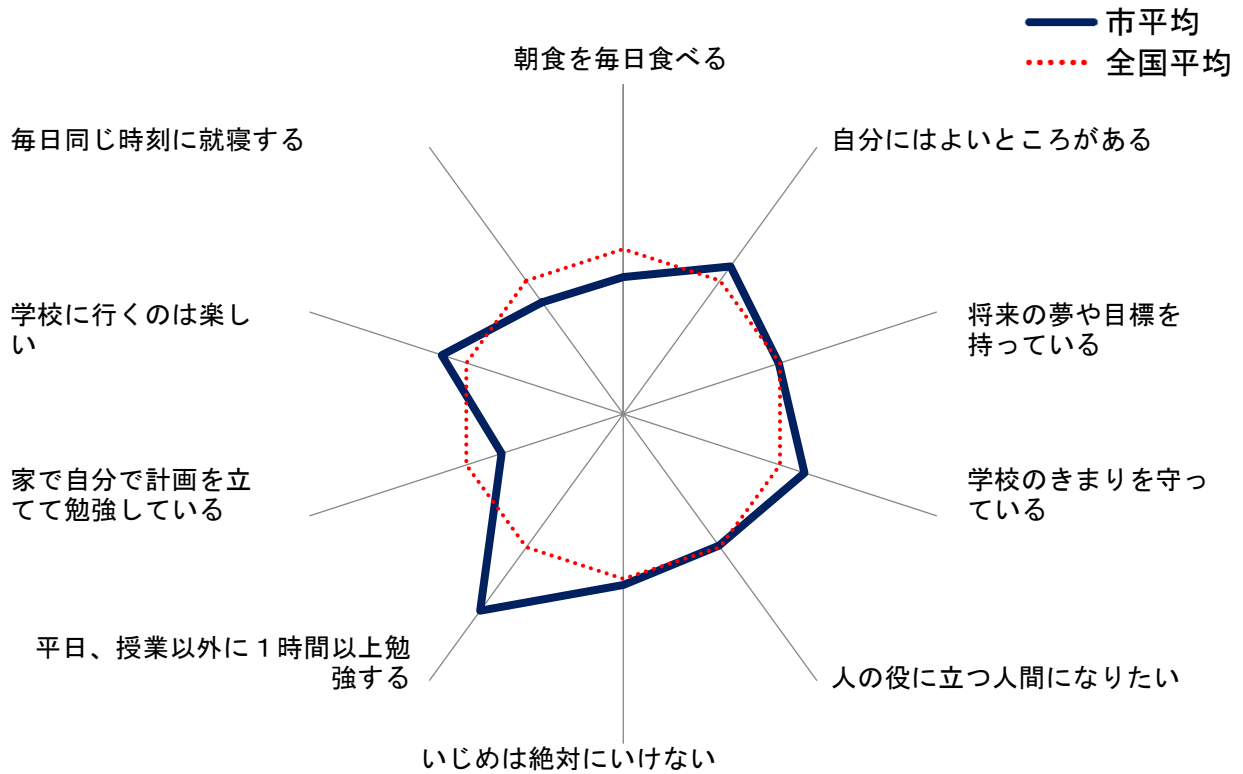 市平均
全国平均
朝食を毎日食べる
自分にはよいところがある
将来の夢や目標を
持っている
学校のきまりを守っ
ている
人の役に立つ人間になりたい
いじめは絶対にいけない
平日、授業以外に１時間以上勉
強する
家で自分で計画を立
てて勉強している
学校に行くのは楽し
い
毎日同じ時刻に就寝する